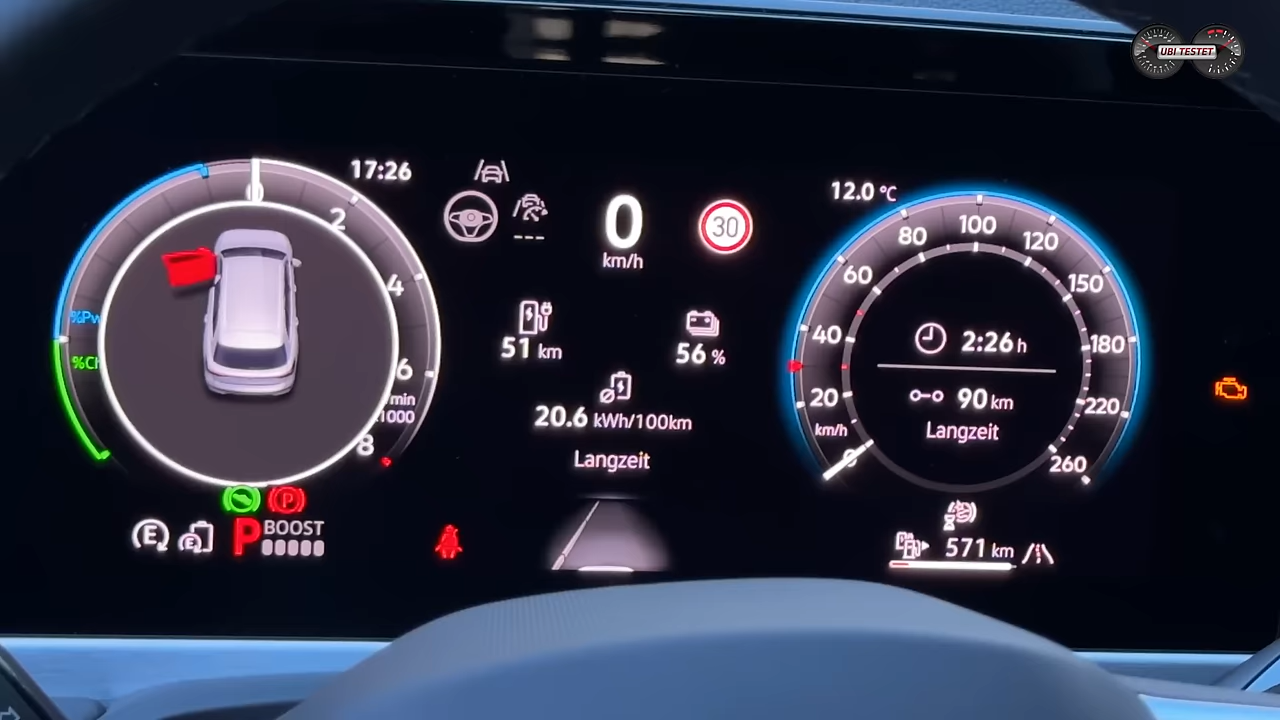 UBI TESTET
17:26
0
2
4
6
8
%Pw
%Ch
min
1000
0
km/h
30
51 km
56 %
20.6 kWh/100km
Langzeit
12.0 °C
0
20
40
60
80
100
120
150
180
220
260
km/h
2:26 h
90 km
Langzeit
E
E
P
P BOOST
571 km